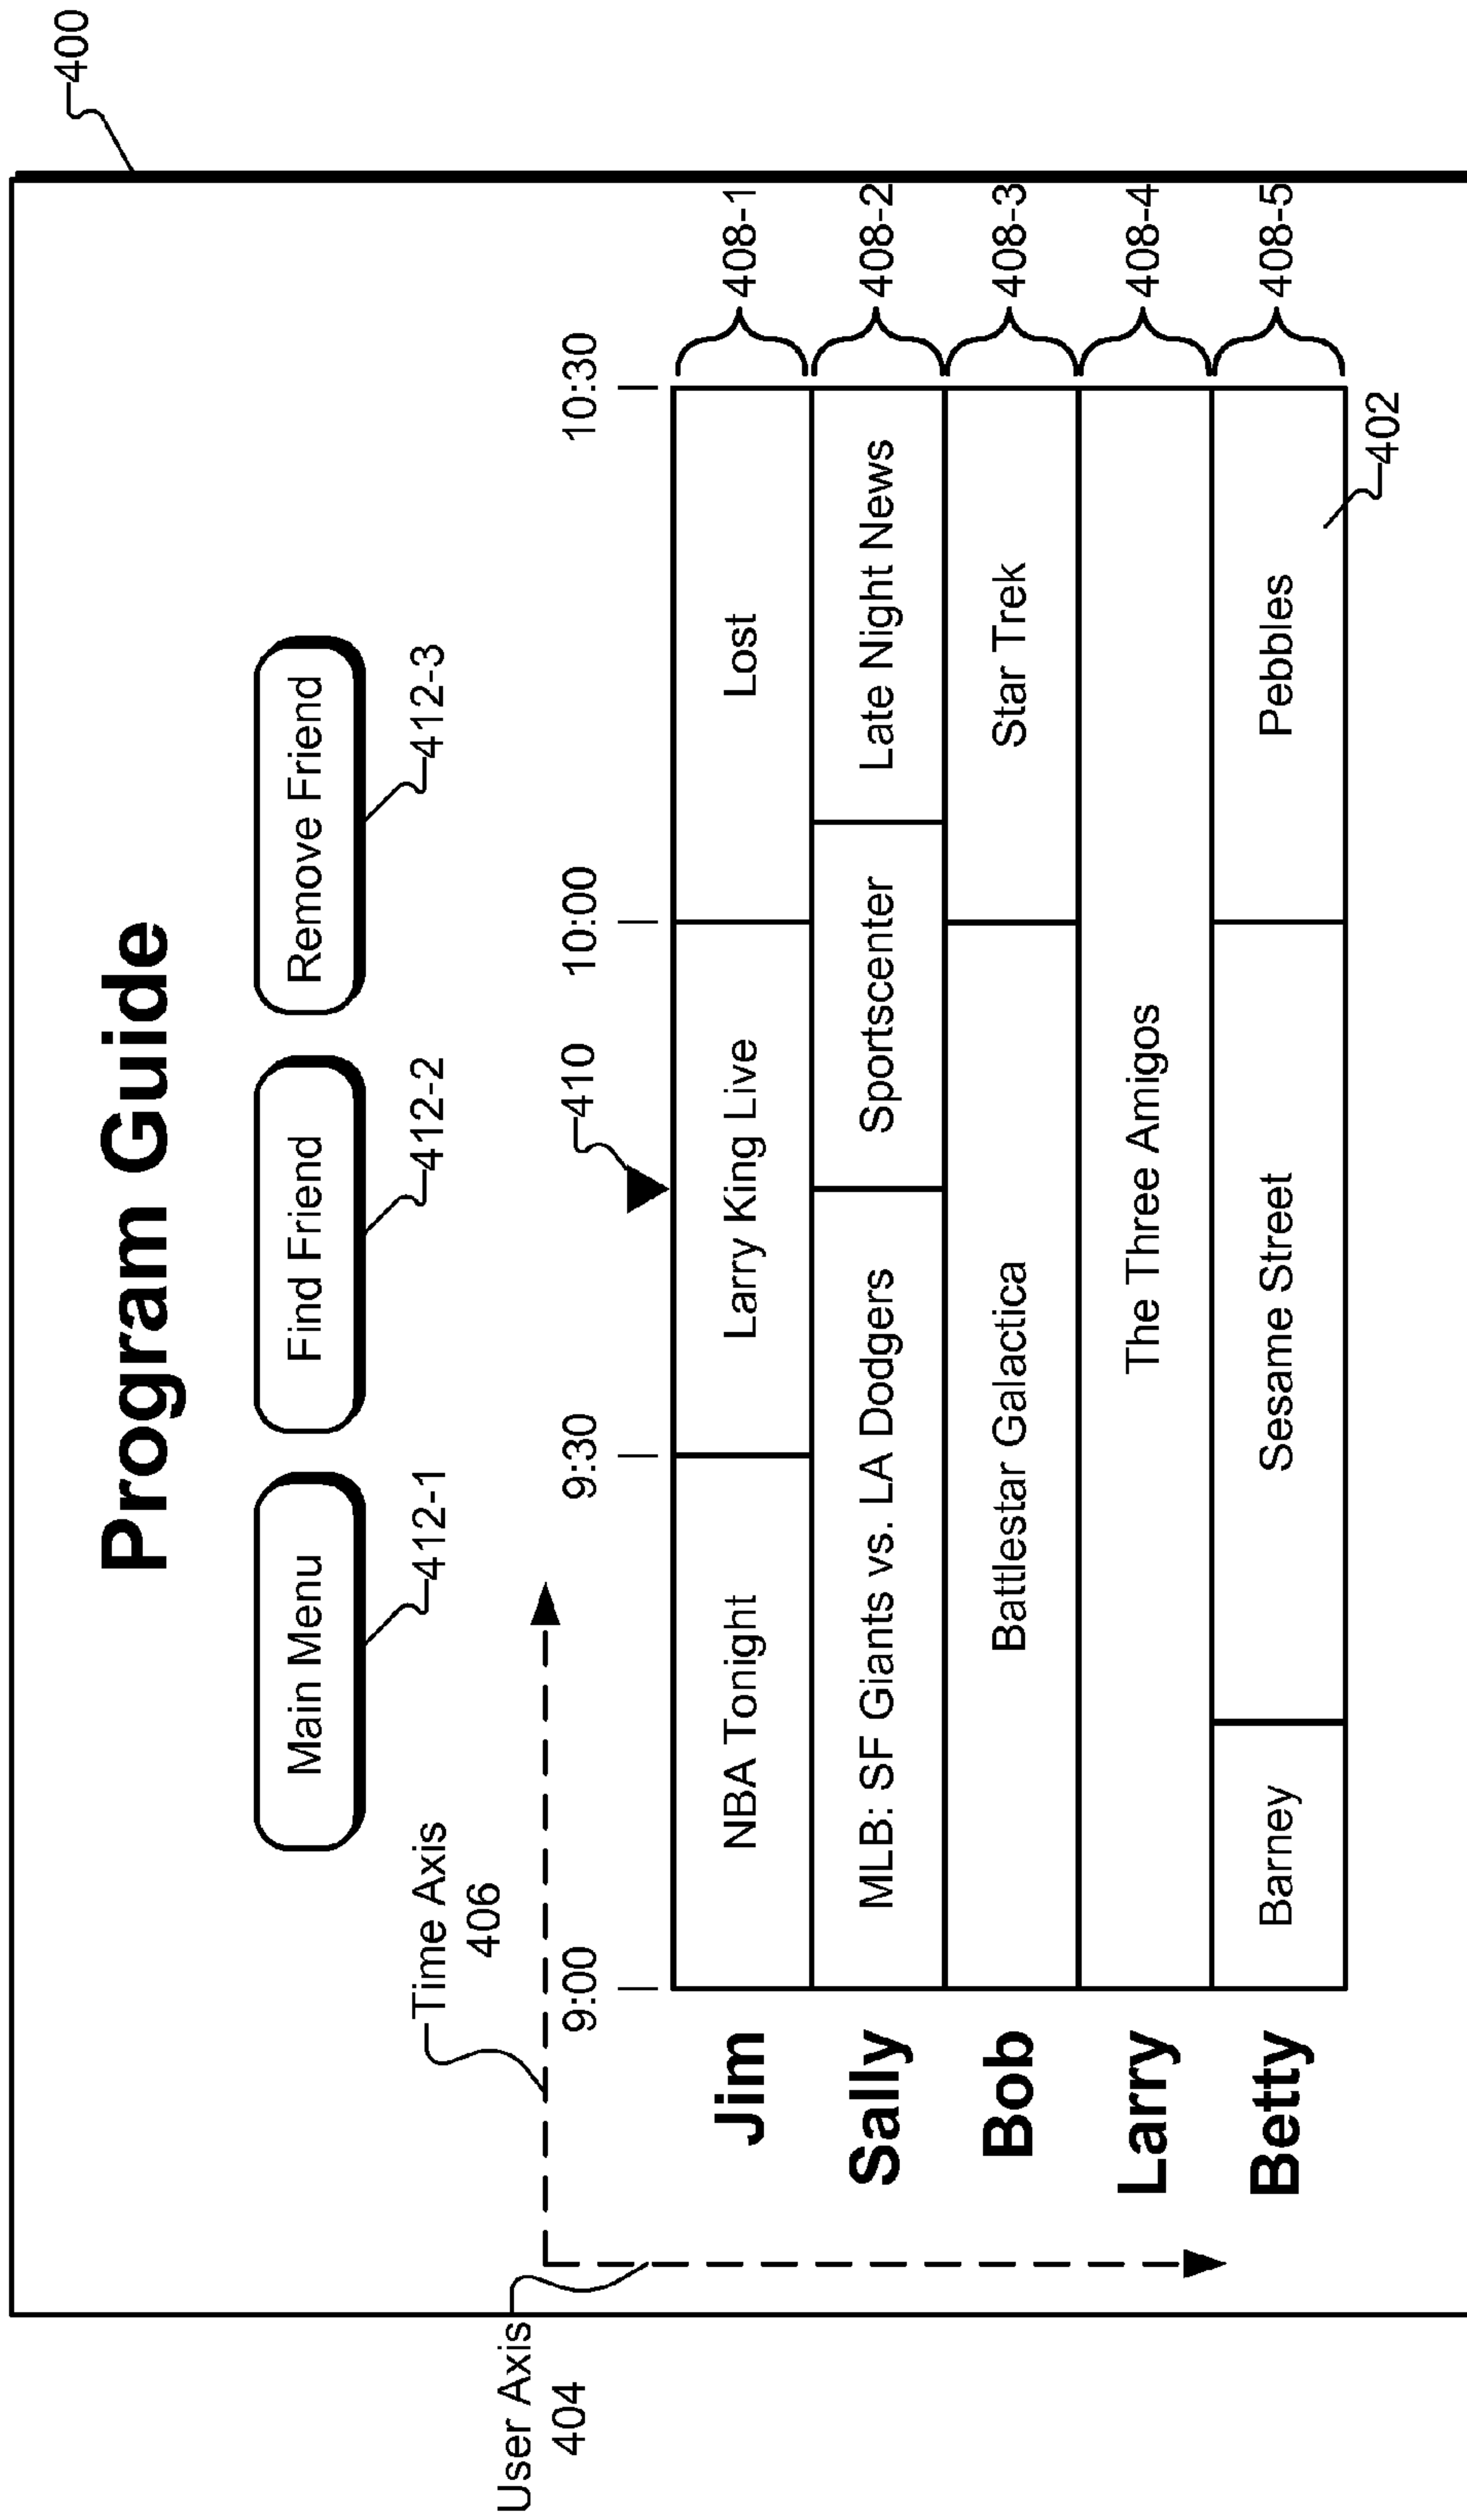 400
Program Guide
Main Menu
Find Friend
Remove Friend
412-1
412-2
412-3
Time Axis
406
User Axis
404
410
9:00
9:30
10:00
10:30
Jim
NBA Tonight
Larry King Live
Lost
408-1
Sally
MLB: SF Giants vs. LA Dodgers
Sportscenter
Late Night News
408-2
Bob
Battlestar Galactica
Star Trek
408-3
Larry
The Three Amigos
408-4
Betty
Barney
Sesame Street
Pebbles
408-5
402